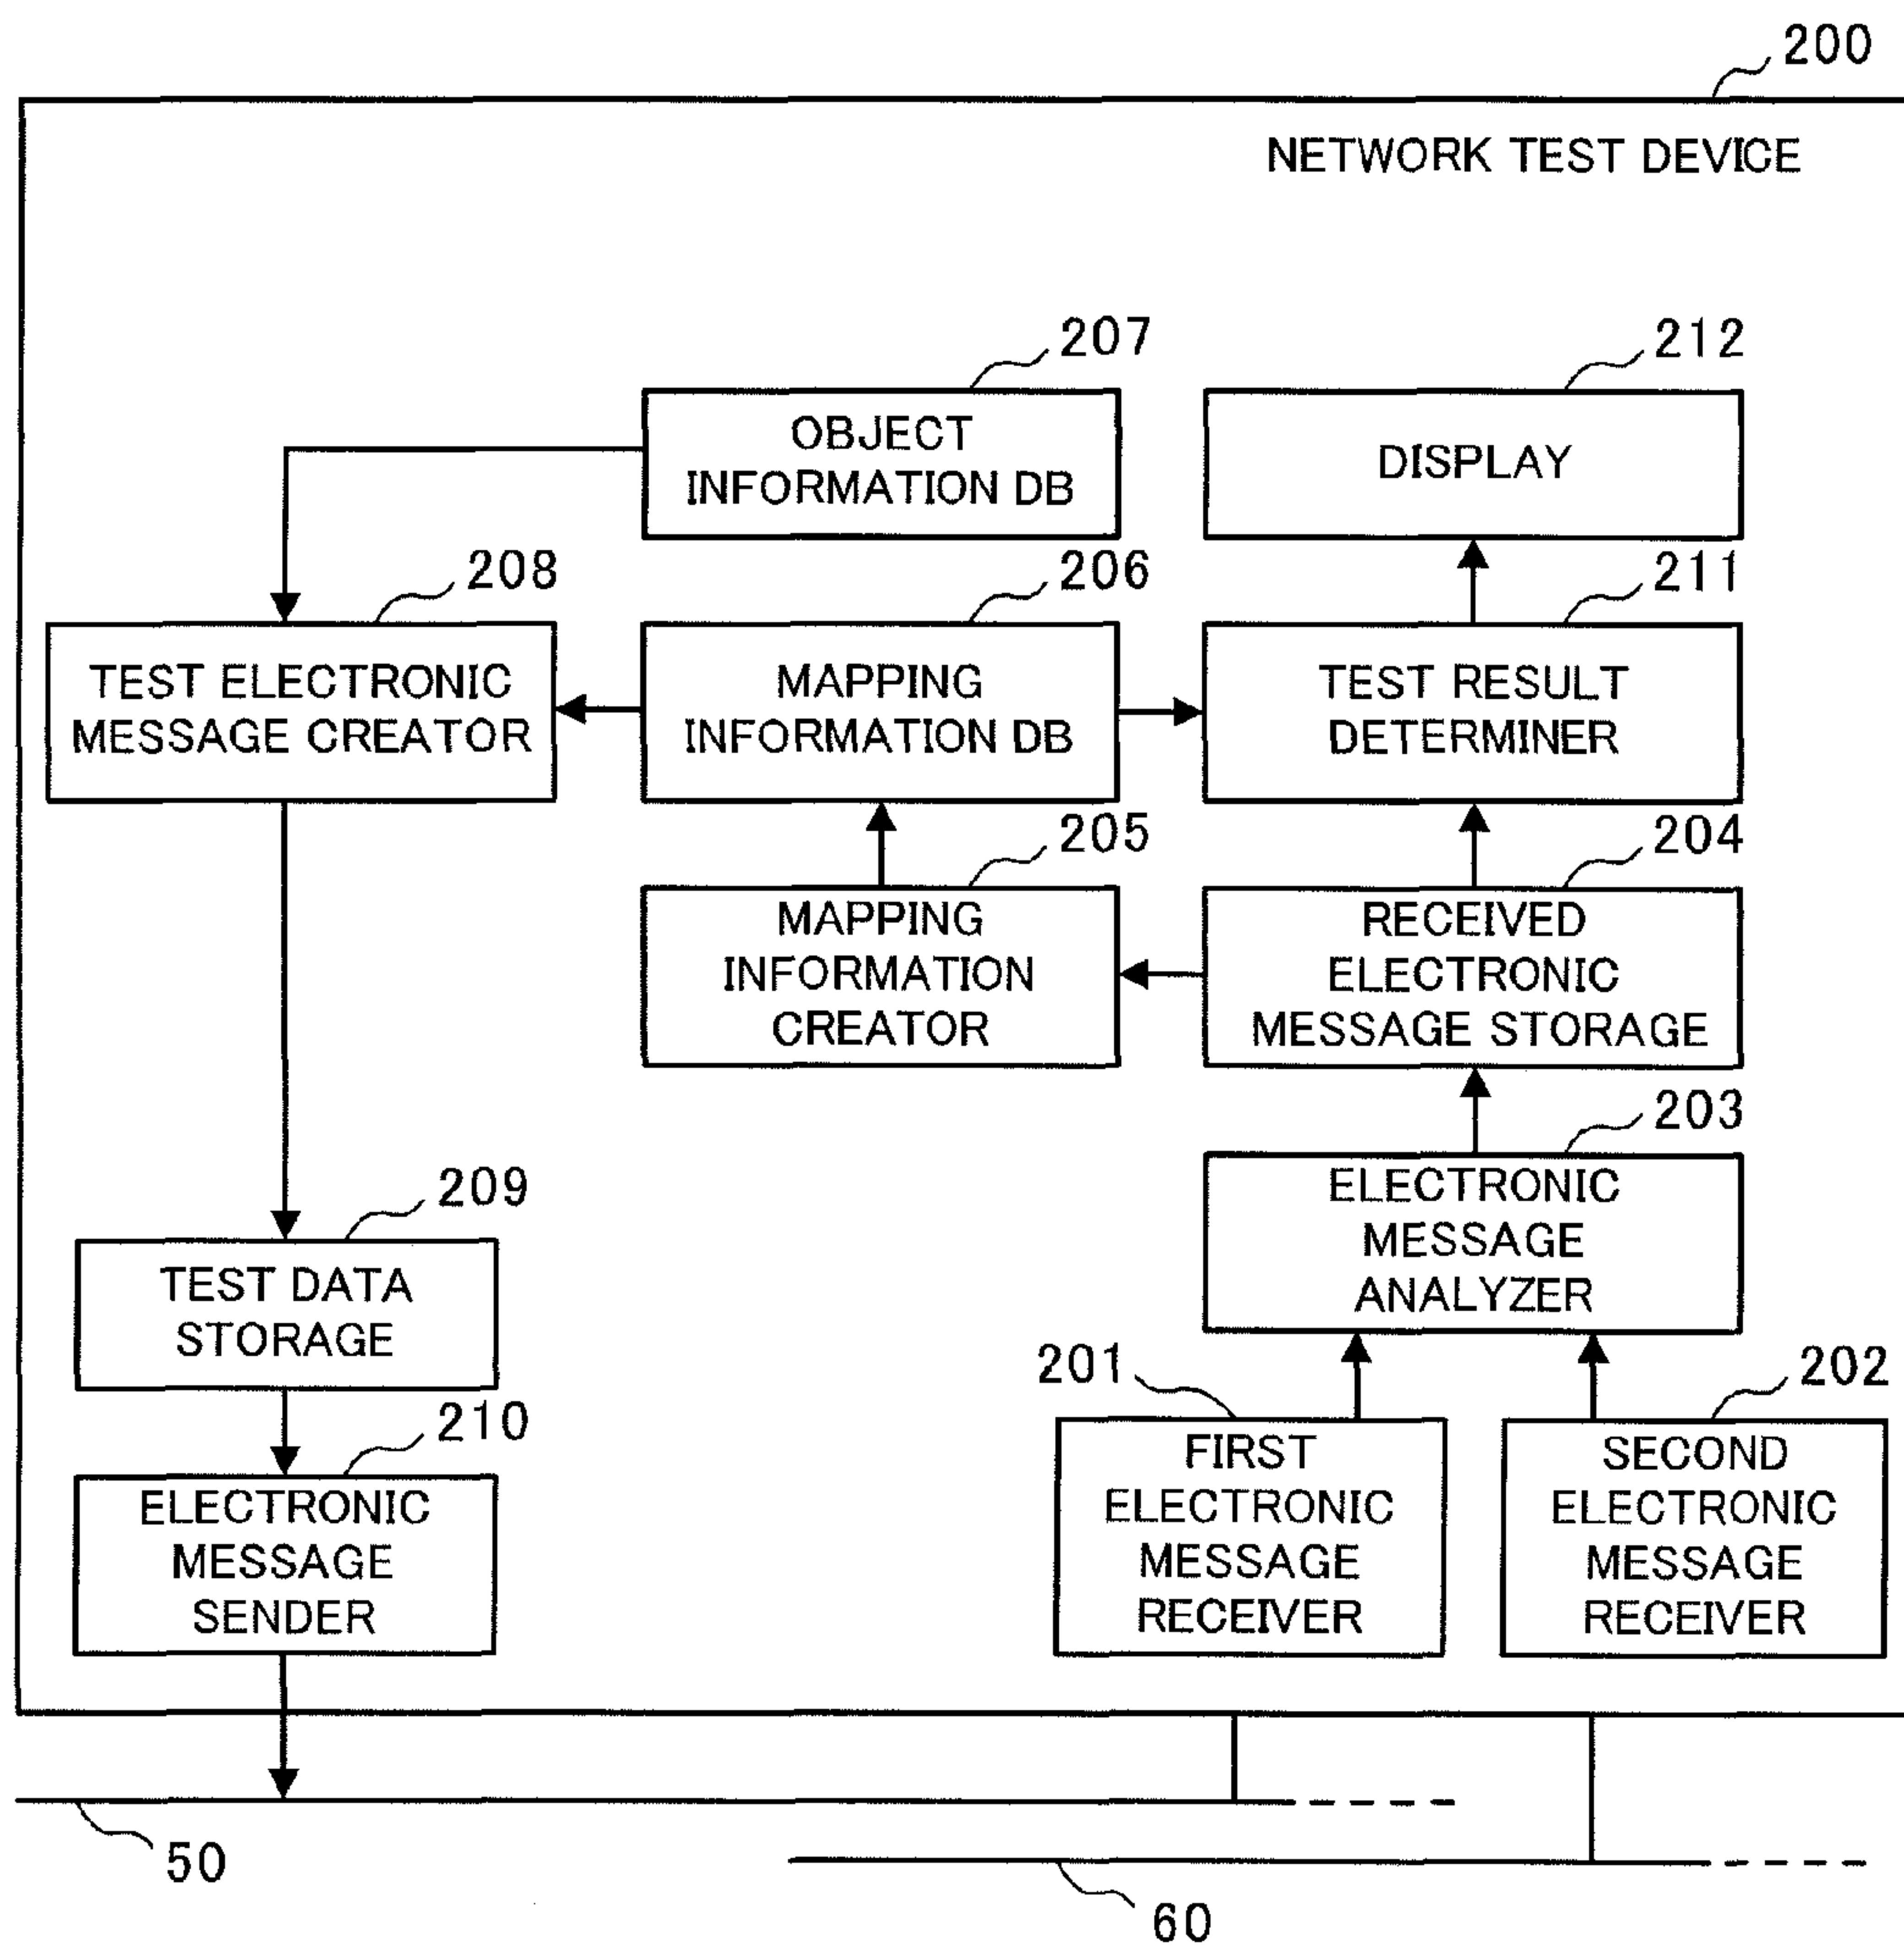 200
NETWORK TEST DEVICE
207
212
OBJECT
INFORMATION DB
DISPLAY
208
206
211
TEST ELECTRONIC
MESSAGE CREATOR
MAPPING
INFORMATION DB
TEST RESULT
DETERMINER
205
204
MAPPING
INFORMATION
CREATOR
RECEIVED
ELECTRONIC
MESSAGE STORAGE
203
209
ELECTRONIC
MESSAGE
ANALYZER
TEST DATA
STORAGE
201
202
210
ELECTRONIC
MESSAGE
SENDER
FIRST
ELECTRONIC
MESSAGE
RECEIVER
SECOND
ELECTRONIC
MESSAGE
RECEIVER
50
60